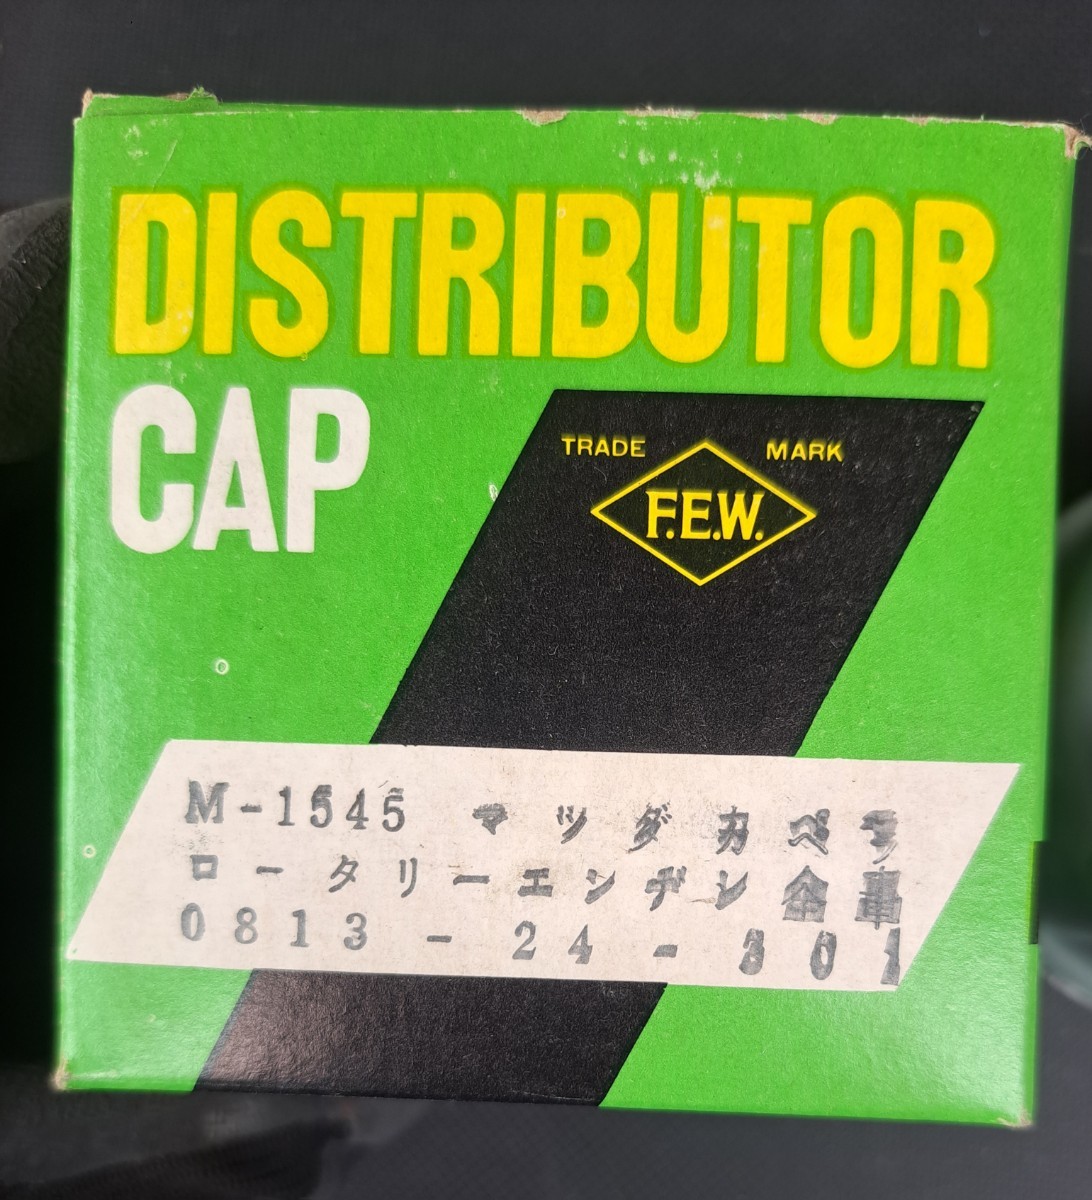 DISTRIBUTOR
CAP
TRADE MARK
F.E.W.
M-1545 マツダカペラ
ロータリーエンヂン全車
0813-24-301